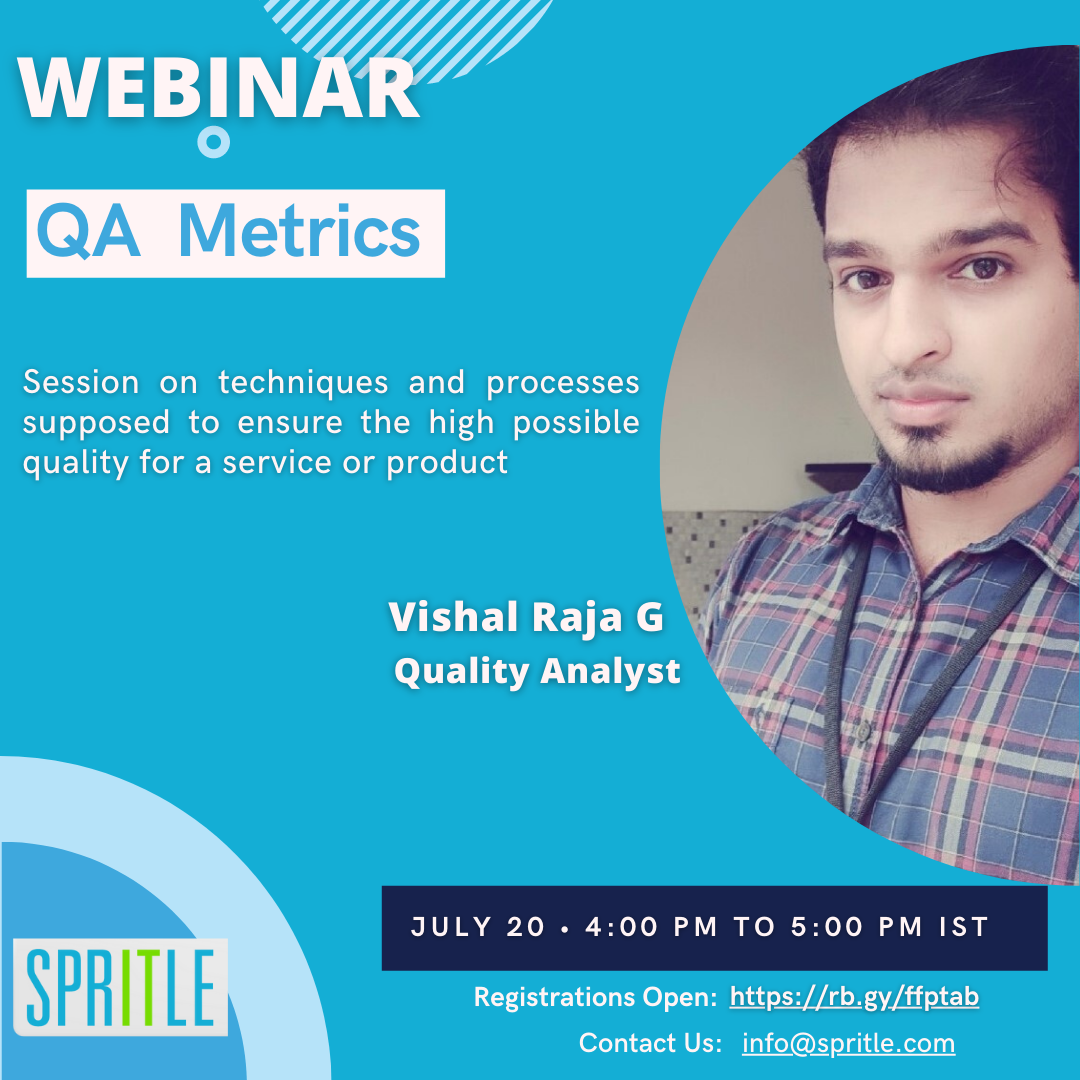 WEBINAR
QA Metrics
Session on techniques and processes
supposed to ensure the high possible
quality for a service or product
Vishal Raja G
Quality Analyst
JULY 20 • 4:00 PM TO 5:00 PM IST
SPRITLE
Registrations Open: https://rb.gy/ffptab
Contact Us: info@spritle.com